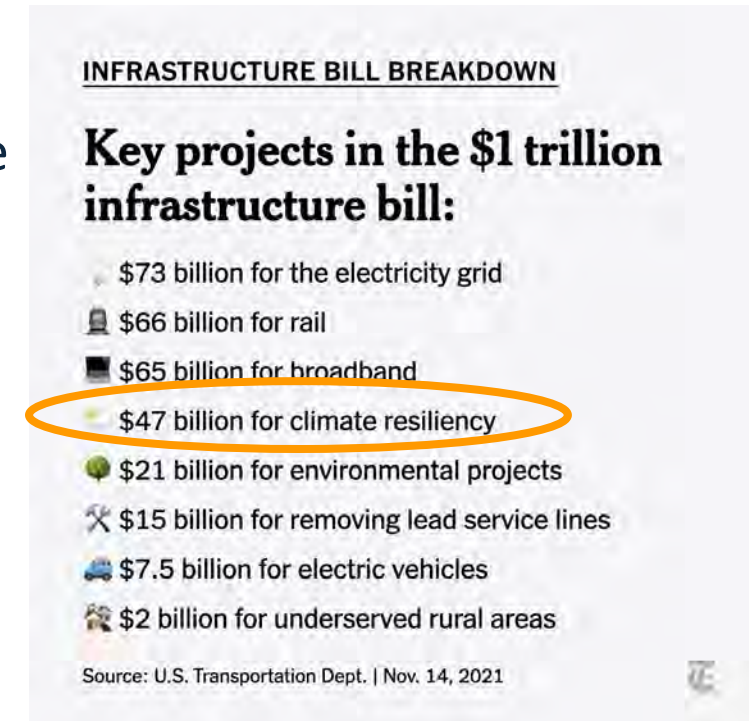 INFRASTRUCTURE BILL BREAKDOWN
e
Key projects in the $1 trillion
infrastructure bill:
$73 billion for the electricity grid
$66 billion for rail
$65 billion for broadband
$47 billion for climate resiliency
$21 billion for environmental projects
$15 billion for removing lead service lines
$7.5 billion for electric vehicles
$2 billion for underserved rural areas
Source: U.S. Transportation Dept. | Nov. 14, 2021